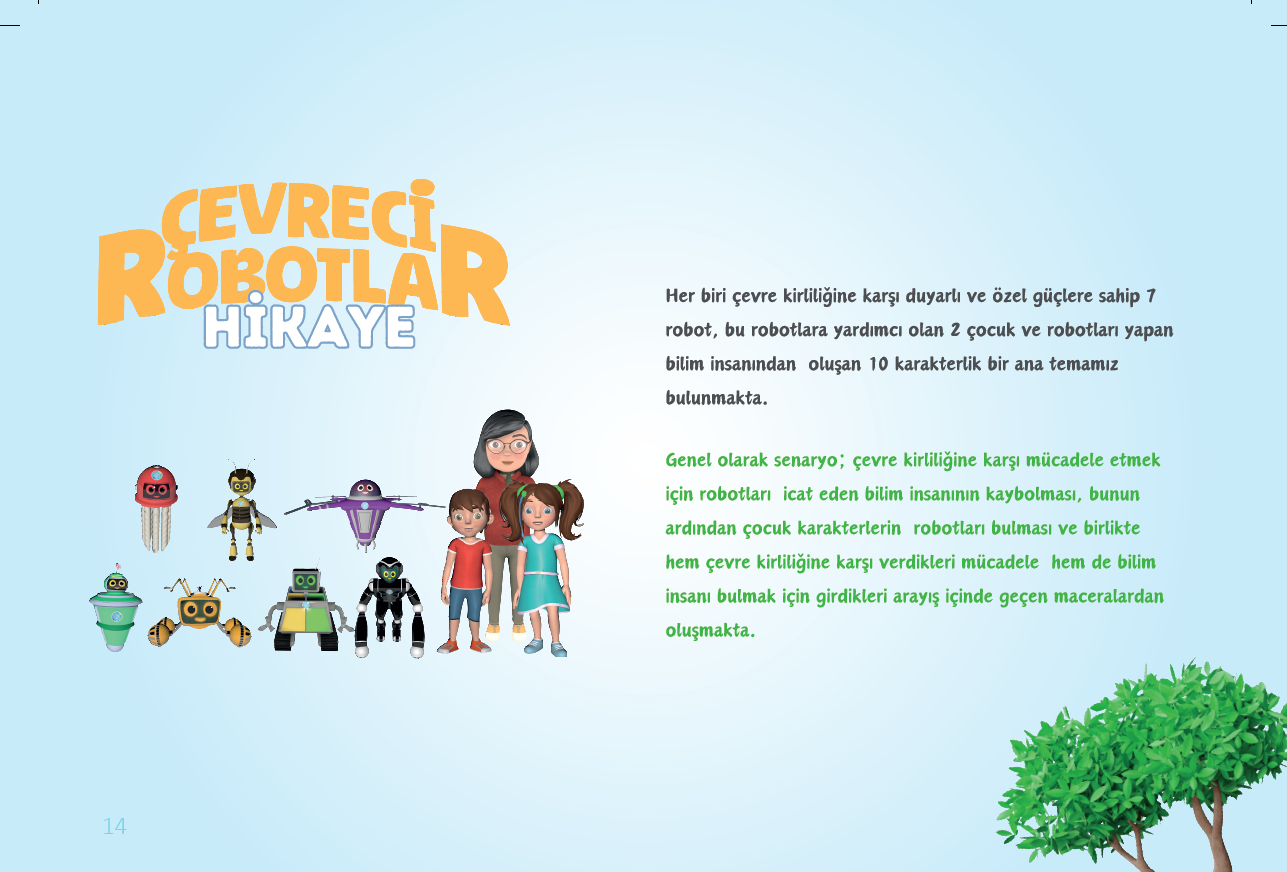 ÇEVRECİ
ROBOTLAR
HİKAYE
Her biri çevre kirliliğine karşı duyarlı ve özel güçlere sahip 7
robot, bu robotlara yardımcı olan 2 çocuk ve robotları yapan
bilim insanından  oluşan 10 karakterlik bir ana temamız
bulunmakta.
Genel olarak senaryo; çevre kirliliğine karşı mücadele etmek
için robotları  icat eden bilim insanının kaybolması, bunun
ardından çocuk karakterlerin  robotları bulması ve birlikte
hem çevre kirliliğine karşı verdikleri mücadele  hem de bilim
insanı bulmak için girdikleri arayış içinde geçen maceralardan
oluşmakta.
14